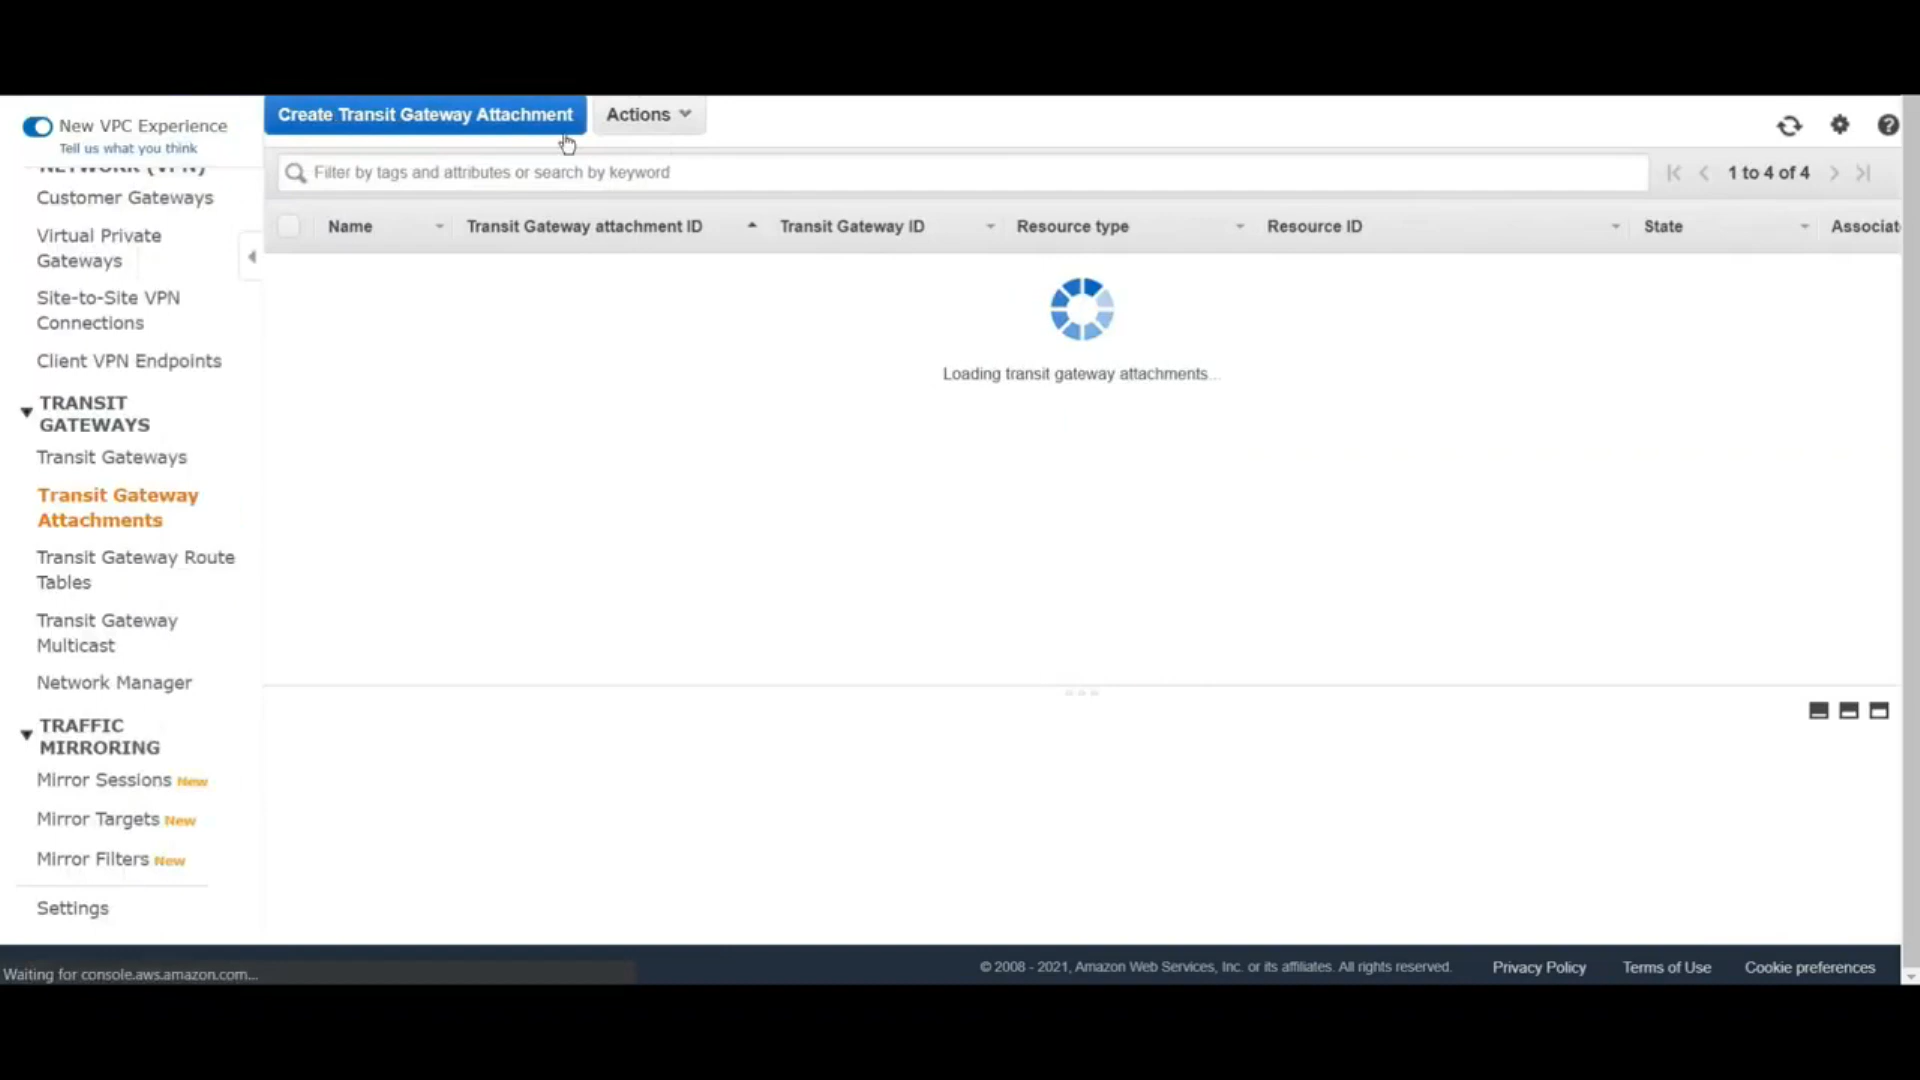 New VPC Experience
Tell us what you think
NETWORK (VPN)
Customer Gateways
Virtual Private
Gateways
Site-to-Site VPN
Connections
Client VPN Endpoints
TRANSIT
GATEWAYS
Transit Gateways
Transit Gateway
Attachments
Transit Gateway Route
Tables
Transit Gateway
Multicast
Network Manager
TRAFFIC
MIRRORING
Mirror Sessions New
Mirror Targets New
Mirror Filters New
Settings
Create Transit Gateway Attachment Actions
Filter by tags and attributes or search by keyword 1 to 4 of 4
Name Transit Gateway attachment ID Transit Gateway ID Resource type Resource ID State Associat
Loading transit gateway attachments...
Waiting for console.aws.amazon.com...
© 2008 - 2021, Amazon Web Services, Inc. or its affiliates. All rights reserved. Privacy Policy Terms of Use Cookie preferences